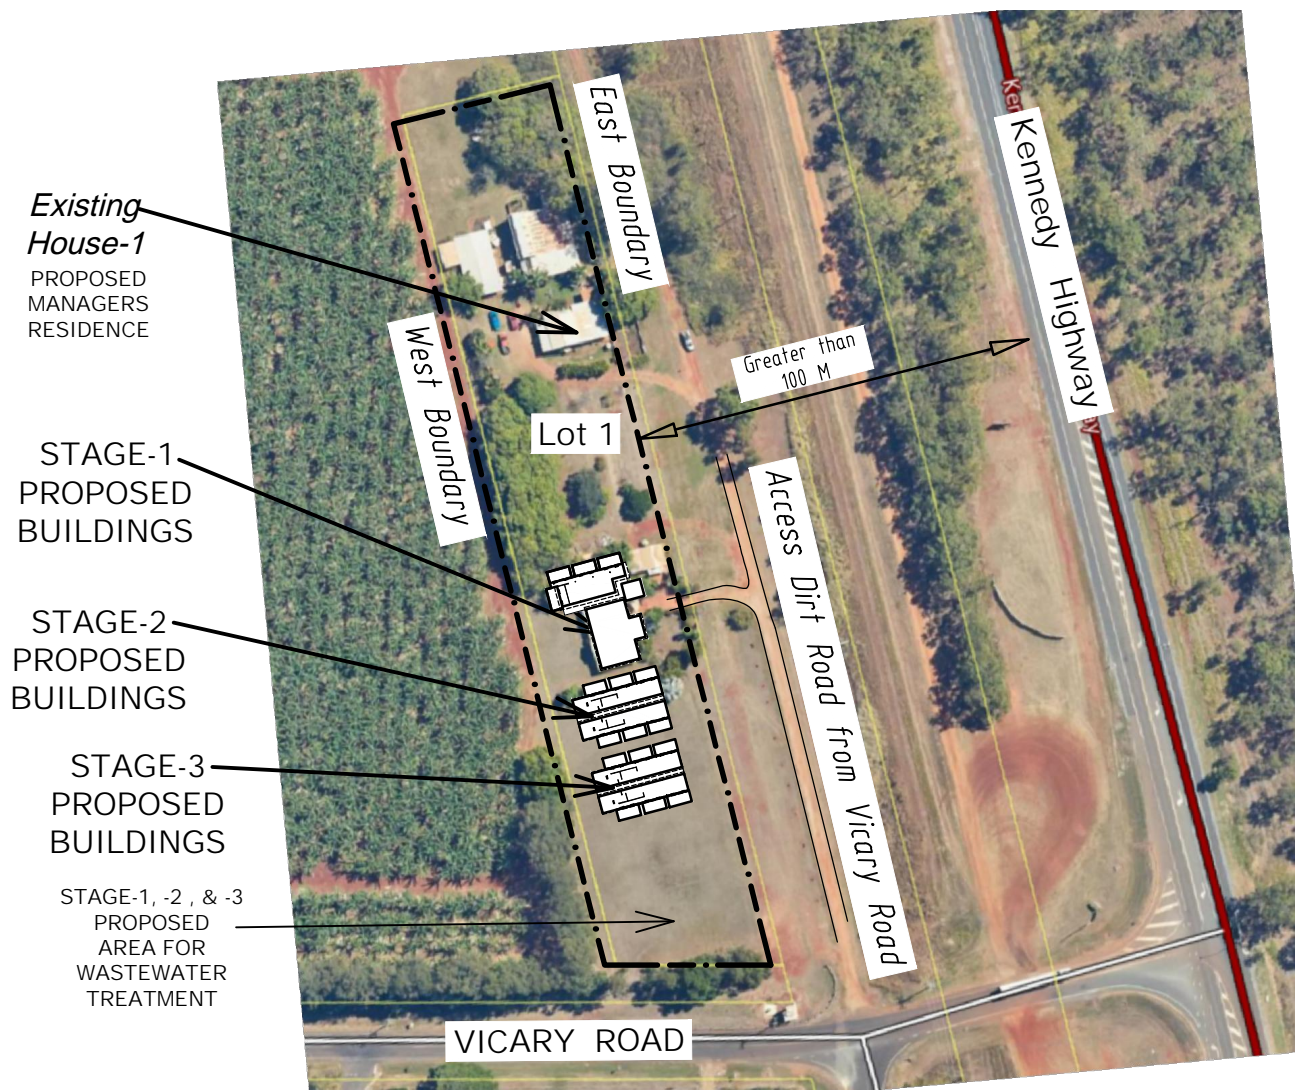 East Boundary
Ken
Kennedy Highway
ay
Existing
House-1
PROPOSED
MANAGERS
RESIDENCE
West Boundary
Greater than
100 M
Lot 1
STAGE-1
PROPOSED
BUILDINGS
Access Dirt Road from Vicary Road
STAGE-2
PROPOSED
BUILDINGS
STAGE-3
PROPOSED
BUILDINGS
STAGE-1, -2 , & -3
PROPOSED
AREA FOR
WASTEWATER
TREATMENT
VICARY ROAD